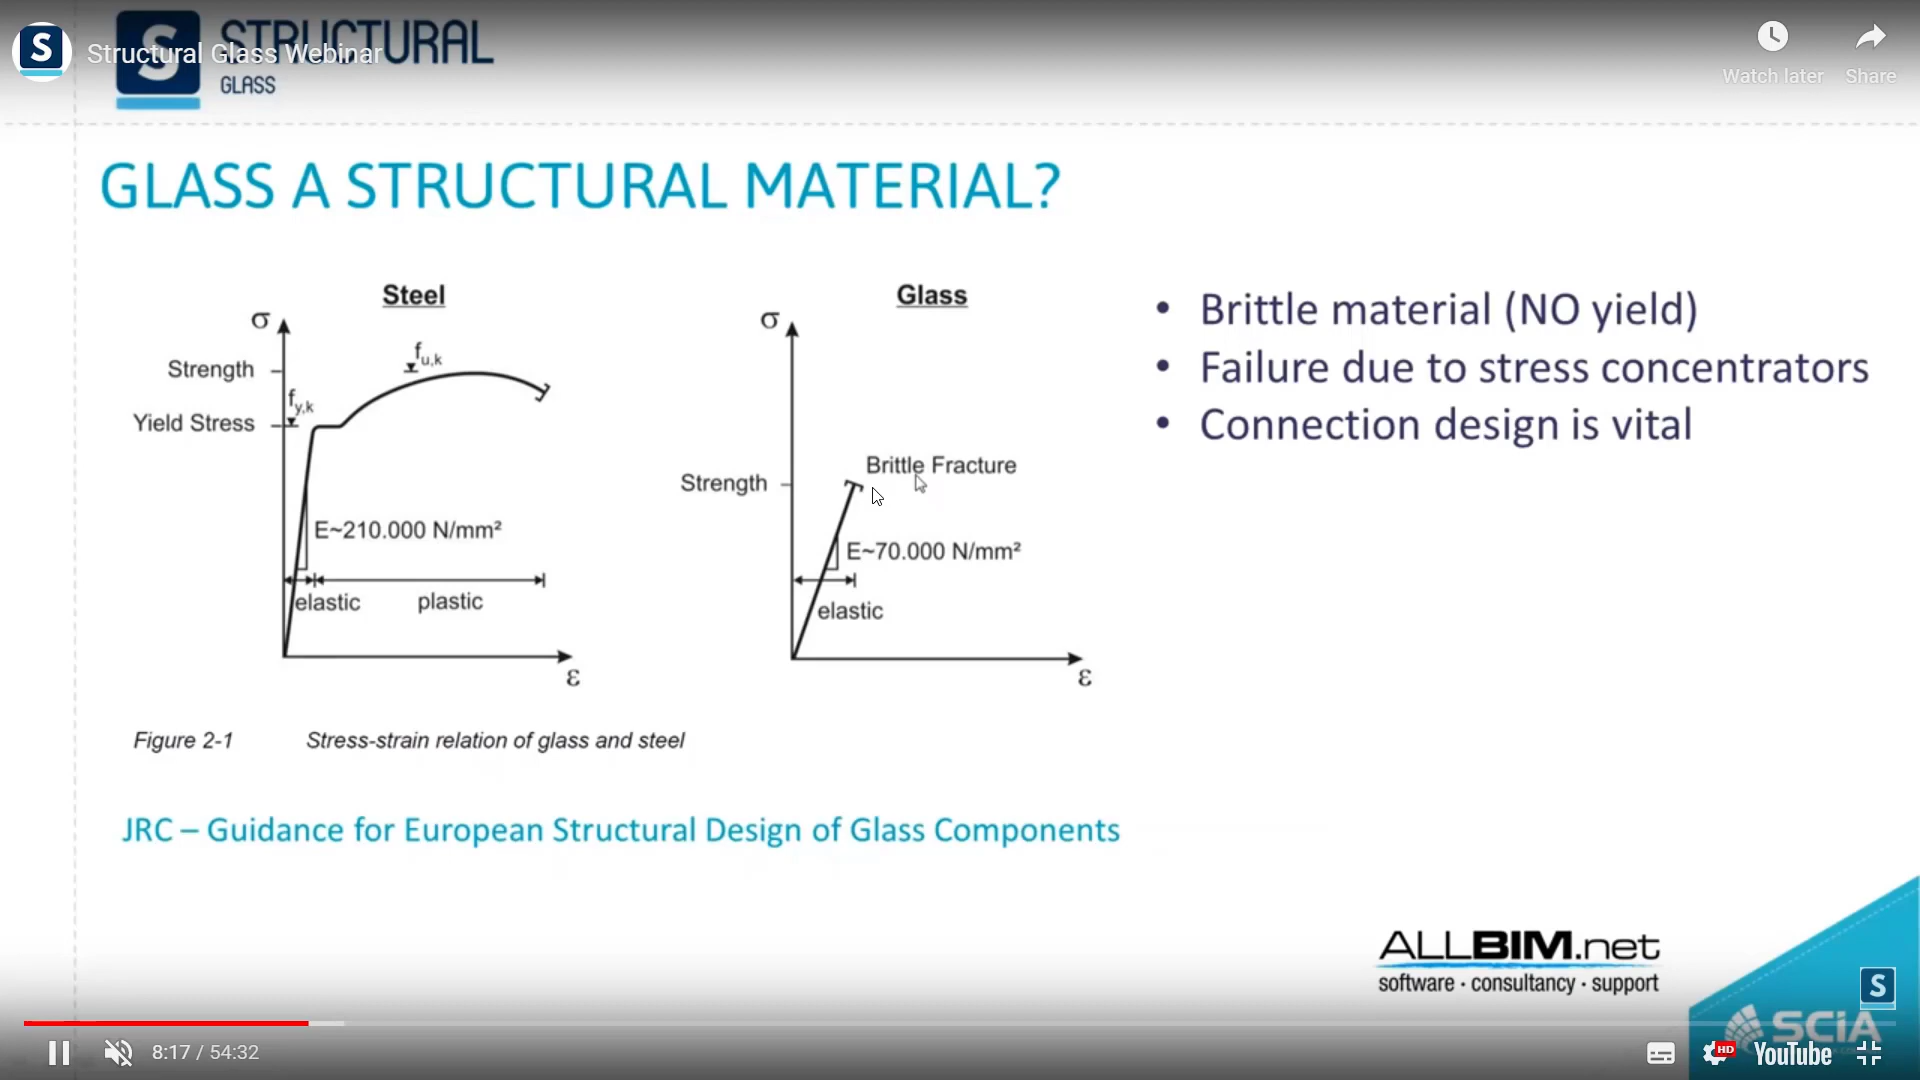 STRUCTURAL
GLASS
Structural Glass Webinar
Watch later
Share
GLASS A STRUCTURAL MATERIAL?
Steel
σ
Strength
f u,k
f y,k
Yield Stress
E~210.000 N/mm²
elastic
plastic
ε
Glass
σ
Strength
Brittle Fracture
E~70.000 N/mm²
elastic
ε
• Brittle material (NO yield)
• Failure due to stress concentrators
• Connection design is vital
Figure 2-1 Stress-strain relation of glass and steel
JRC – Guidance for European Structural Design of Glass Components
ALLBIM.net
software · consultancy · support
S
SCIA
8:17 / 54:32
HD
YouTube